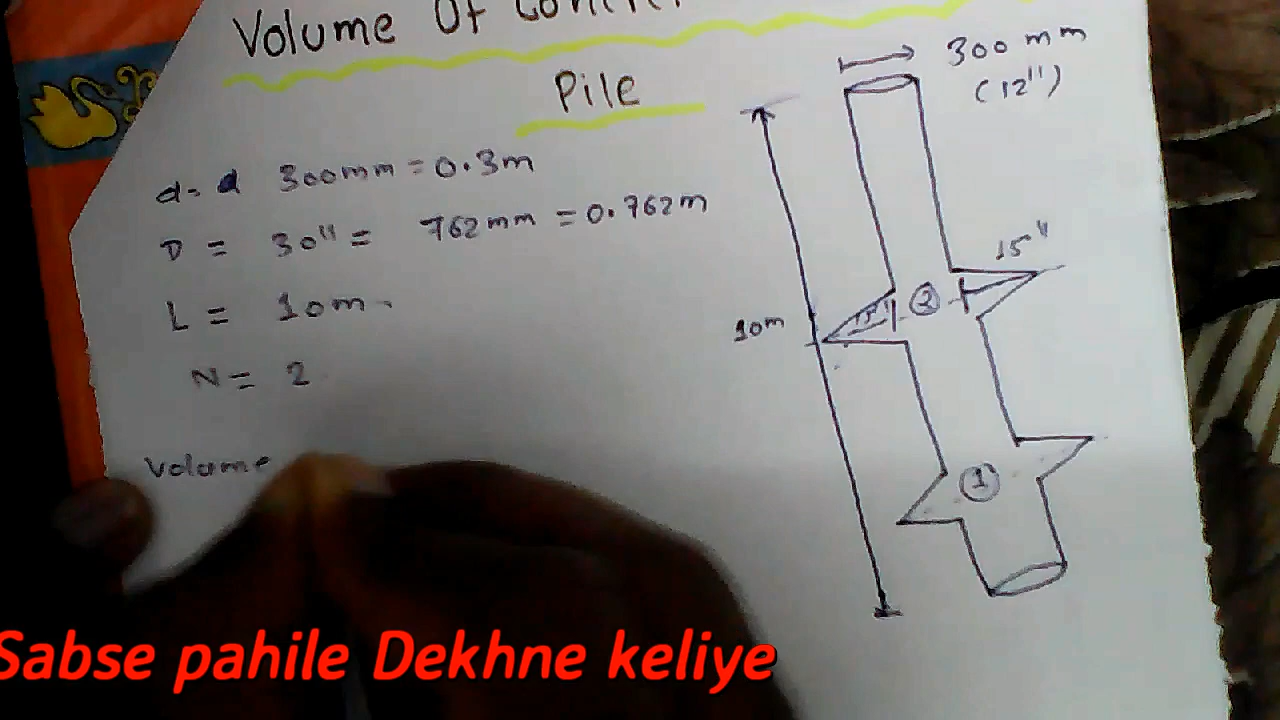 Volume Of
Pile
d = d 300mm = 0.3m
D = 30" = 762mm = 0.762m
L = 10m
N = 2
Volume
300 mm
(12")
15"
2
15"
10m
1
Sabse pahile Dekhne keliye